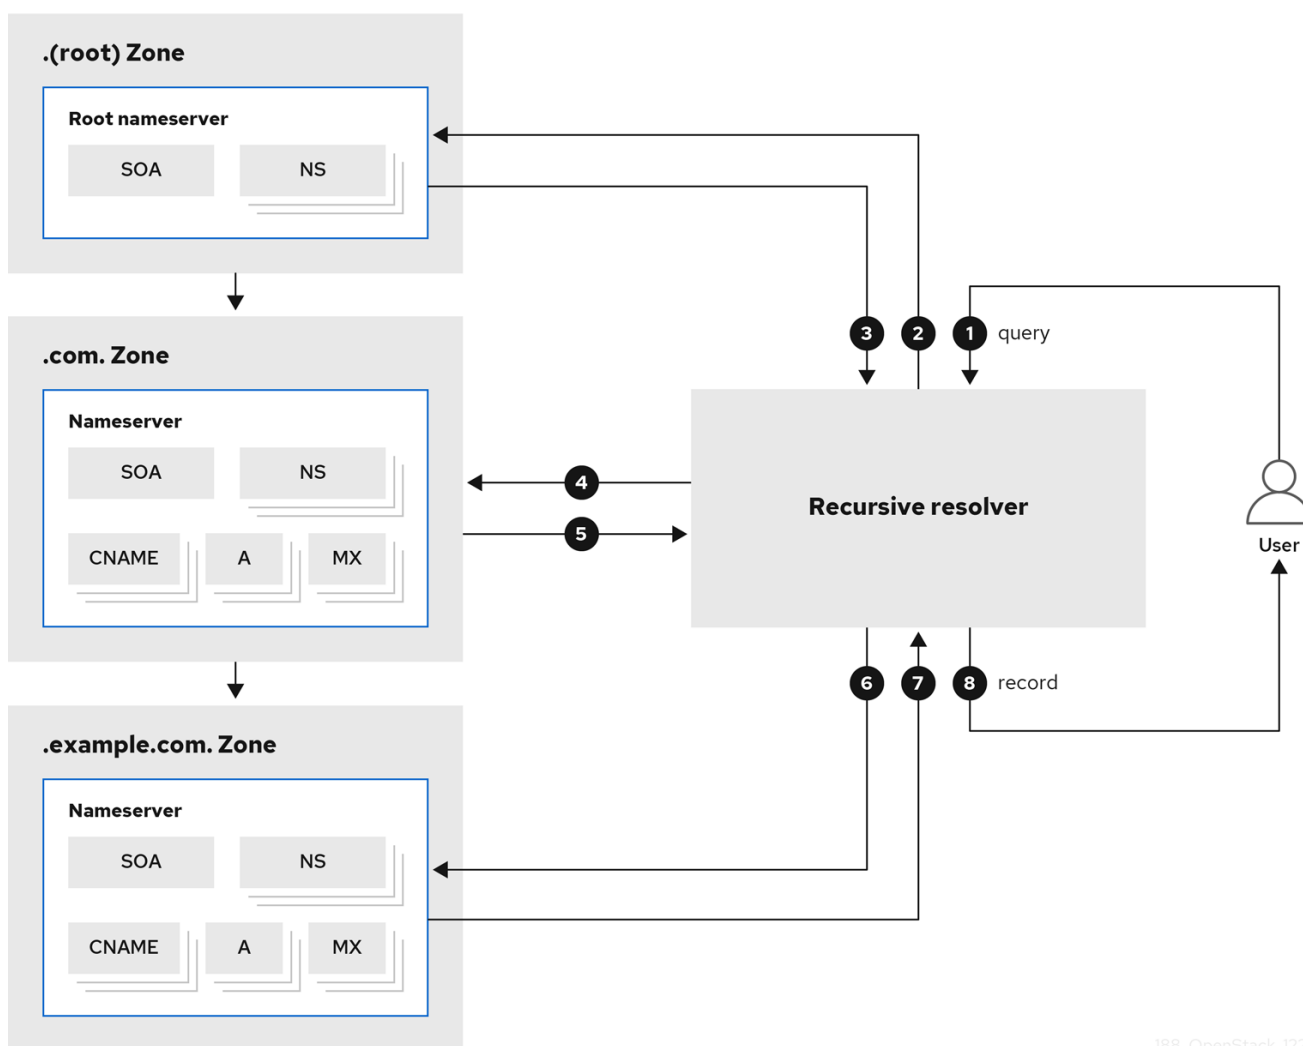 .(root) Zone
Root nameserver
SOA
NS
.com. Zone
Nameserver
SOA
NS
CNAME
A
MX
.example.com. Zone
Nameserver
SOA
NS
CNAME
A
MX
3
2
1
query
4
5
Recursive resolver
User
6
7
8
record